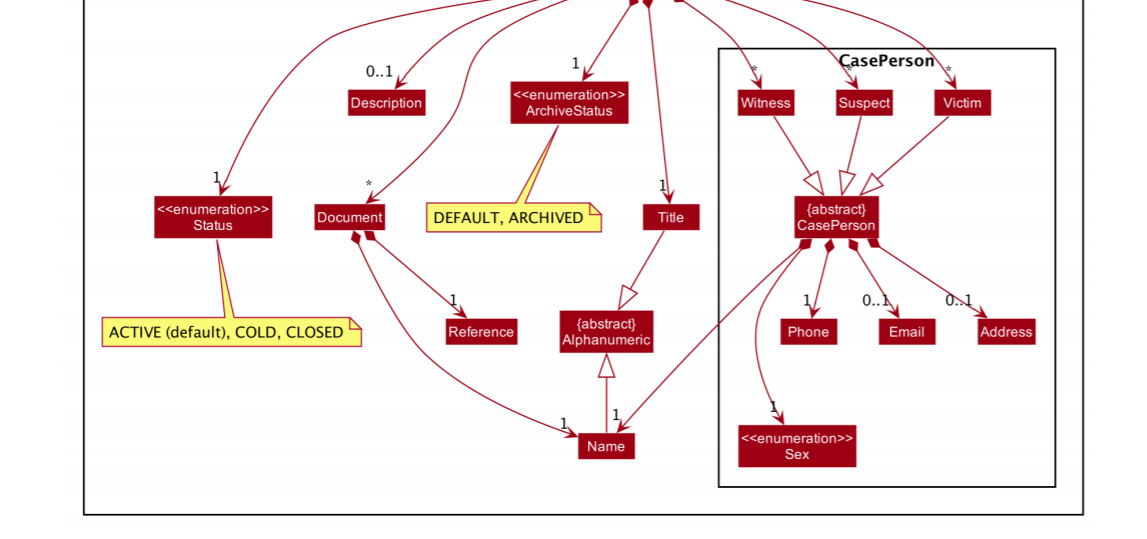 CasePerson
0..1
1
*
*
*
Description
<<enumeration>>
ArchiveStatus
Witness
Suspect
Victim
1
*
1
<<enumeration>>
Status
Document
DEFAULT, ARCHIVED
Title
{abstract}
CasePerson
1
1
0..1
0..1
ACTIVE (default), COLD, CLOSED
Reference
{abstract}
Alphanumeric
Phone
Email
Address
1
1
1
Name
<<enumeration>>
Sex